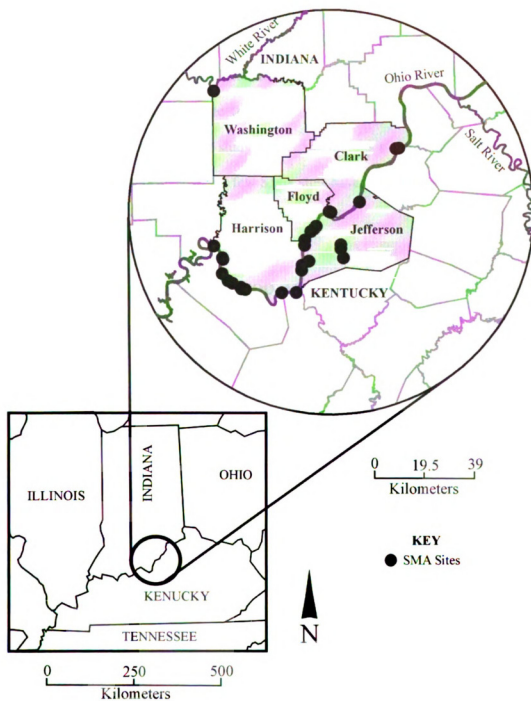 White River
INDIANA
Ohio River
Washington
Salt River
Clark
Floyd
Harrison
Jefferson
KENTUCKY
ILLINOIS
INDIANA
OHIO
KENUCKY
TENNESSEE
0 250 500
Kilometers
0 19.5 39
Kilometers
KEY
SMA Sites
N